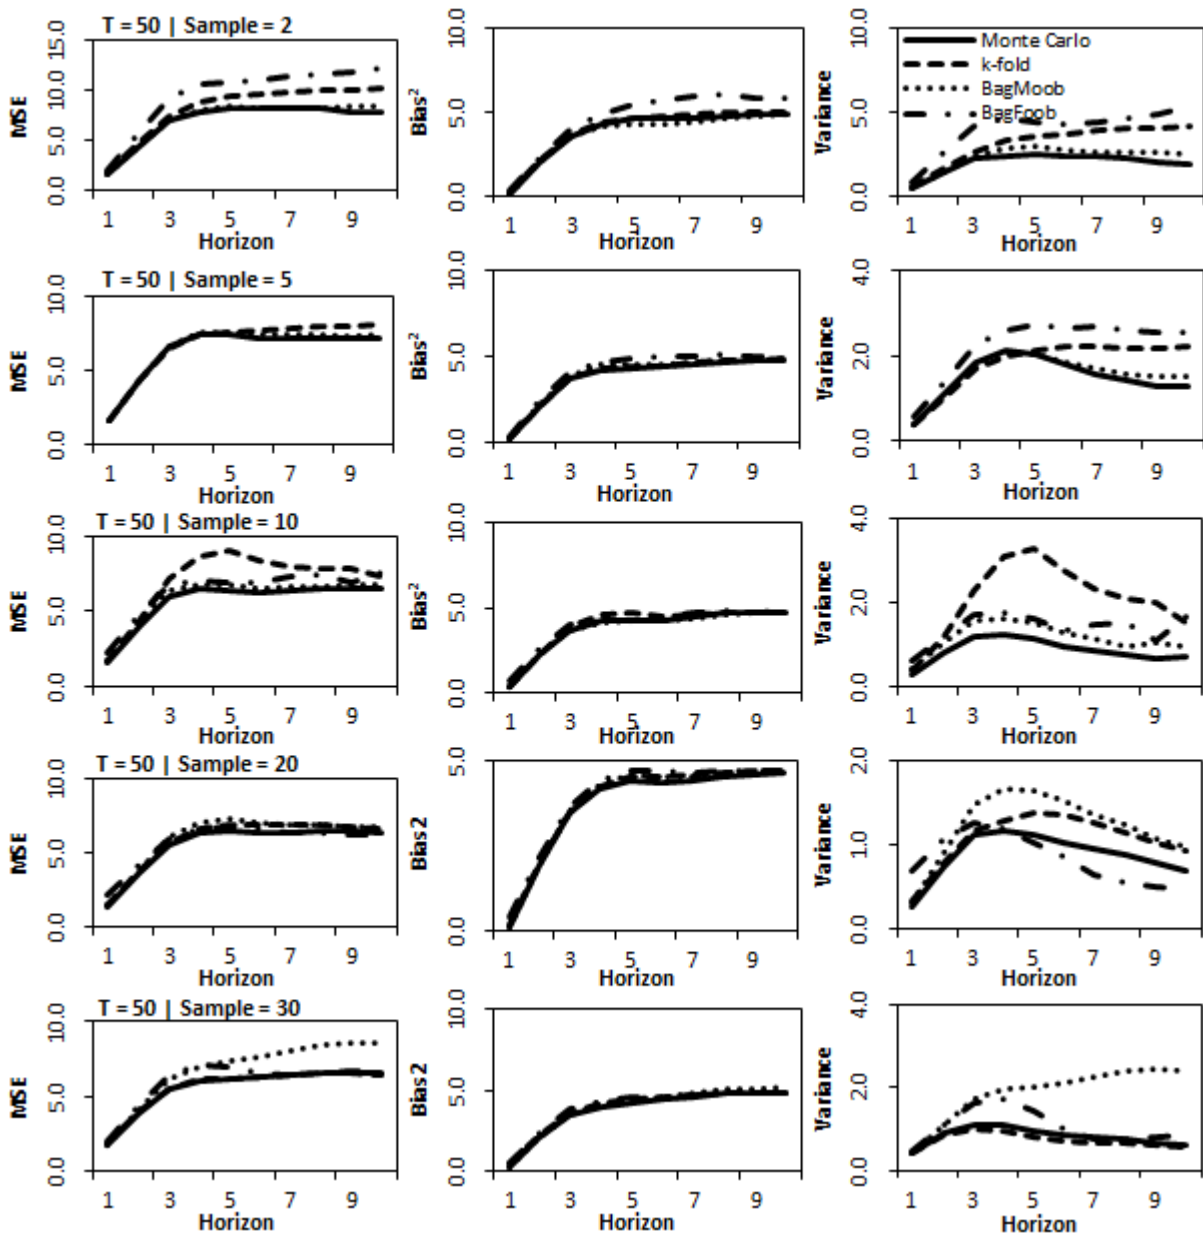 T = 50 | Sample = 2
MSE
15.0
10.0
5.0
0.0
1 3 5 7 9
Horizon
Bias²
10.0
5.0
0.0
1 3 5 7 9
Horizon
Variance
10.0
5.0
0.0
Monte Carlo
k-fold
BagMoob
BagFoob
1 3 5 7 9
Horizon
T = 50 | Sample = 5
MSE
10.0
5.0
0.0
1 3 5 7 9
Horizon
Bias²
10.0
5.0
0.0
1 3 5 7 9
Horizon
Variance
4.0
2.0
0.0
1 3 5 7 9
Horizon
T = 50 | Sample = 10
MSE
10.0
5.0
0.0
1 3 5 7 9
Horizon
Bias²
10.0
5.0
0.0
1 3 5 7 9
Horizon
Variance
4.0
2.0
0.0
1 3 5 7 9
Horizon
T = 50 | Sample = 20
MSE
10.0
5.0
0.0
1 3 5 7 9
Horizon
Bias2
5.0
0.0
1 3 5 7 9
Horizon
Variance
2.0
1.0
0.0
1 3 5 7 9
Horizon
T = 50 | Sample = 30
MSE
10.0
5.0
0.0
1 3 5 7 9
Horizon
Bias2
10.0
5.0
0.0
1 3 5 7 9
Horizon
Variance
4.0
2.0
0.0
1 3 5 7 9
Horizon